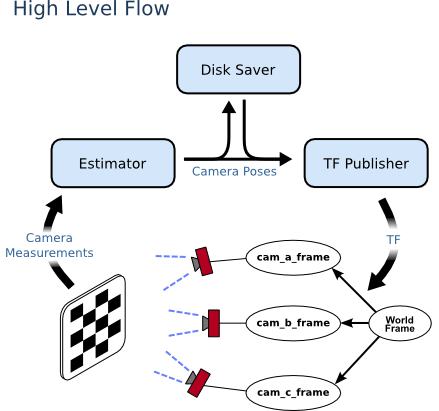 High Level Flow
Disk Saver
Estimator
Camera Poses
TF Publisher
Camera
Measurements
TF
cam_a_frame
cam_b_frame
World
Frame
cam_c_frame